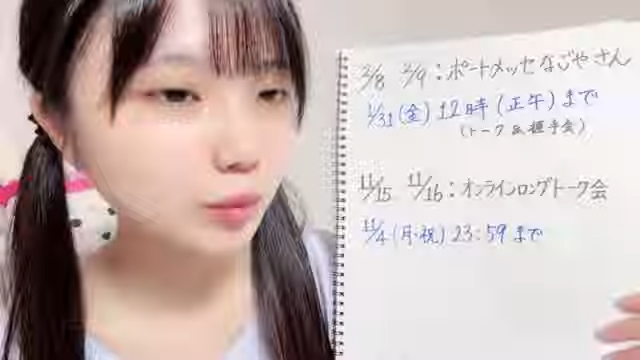 2/8 2/9:ポートメッセなごやさん
1/31(金)12時(正午)まで
(トーク&握手会)
11/15 11/16:オンラインロングトーク会
11/4(月・祝)23:59まで